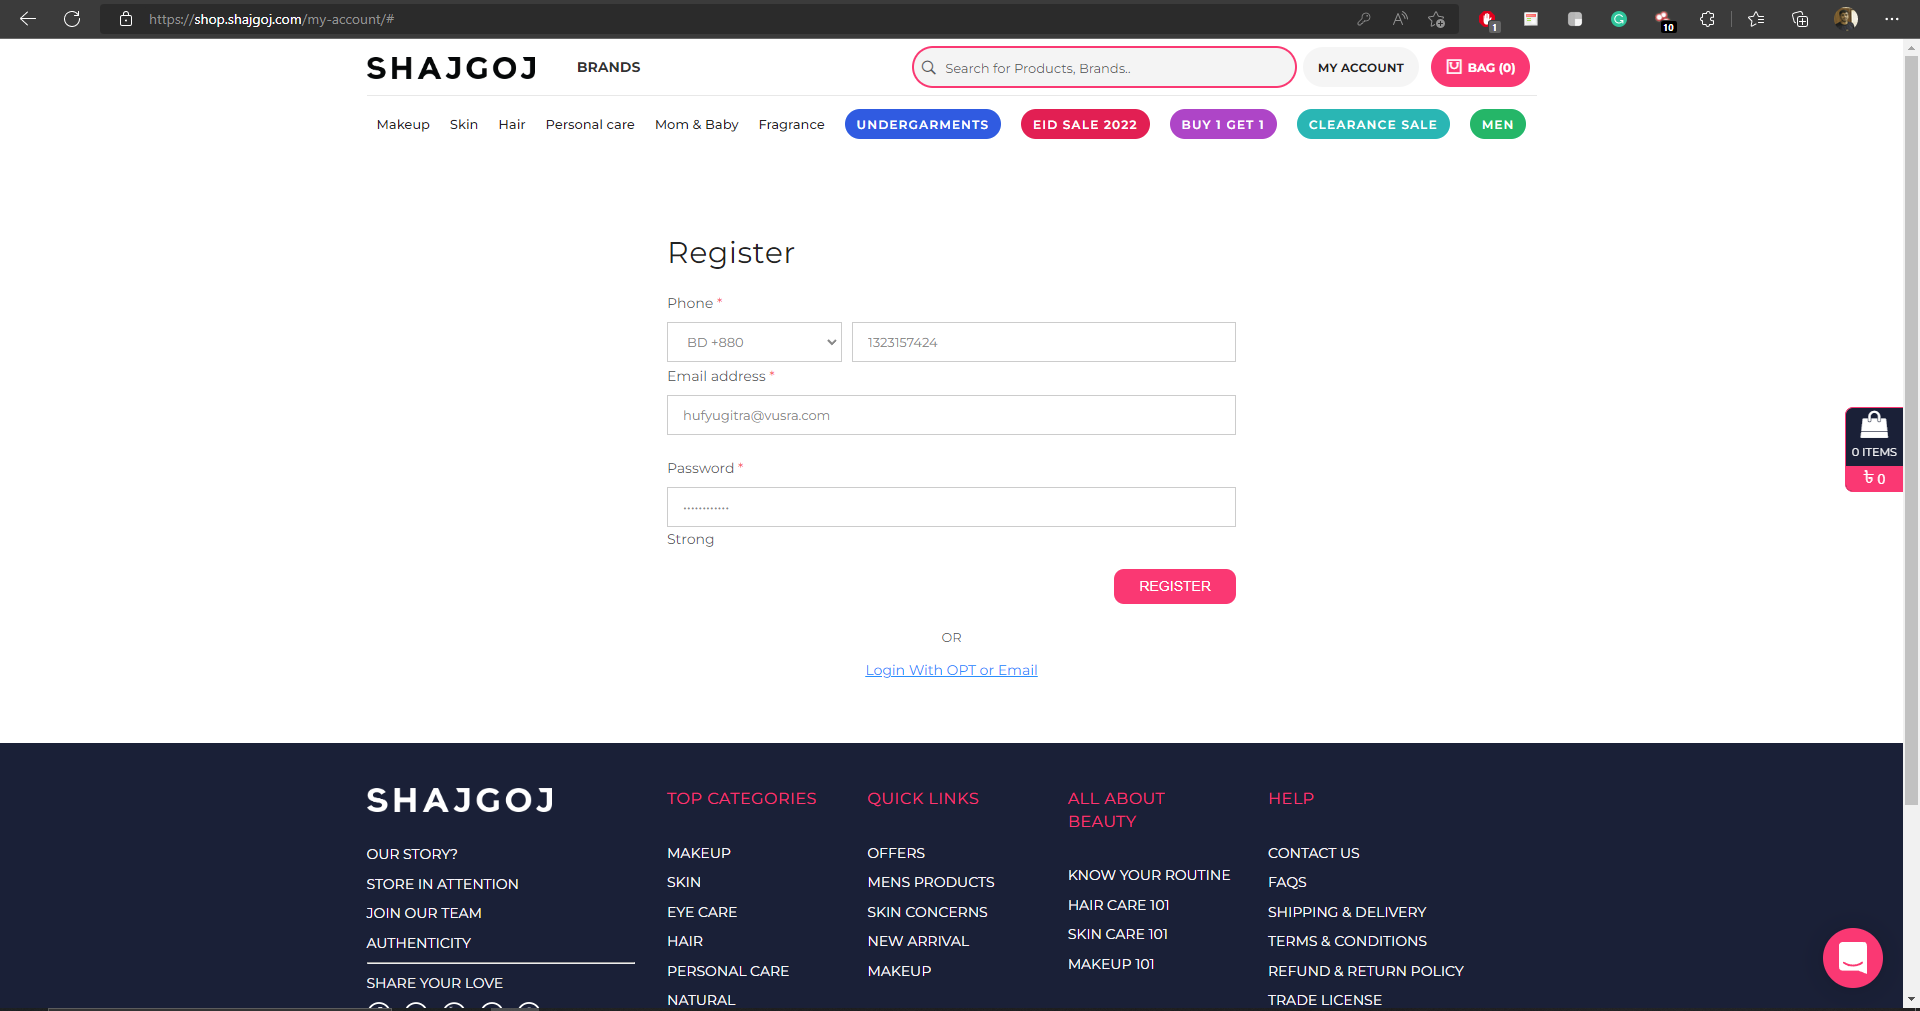 https://shop.shajgoj.com/my-account/#
1
10
SHAJGOJ
BRANDS
Search for Products, Brands..
MY ACCOUNT
BAG (0)
Makeup
Skin
Hair
Personal care
Mom & Baby
Fragrance
UNDERGARMENTS
EID SALE 2022
BUY 1 GET 1
CLEARANCE SALE
MEN
Register
Phone *
BD +880
1323157424
Email address *
hufyugitra@vusra.com
Password *
············
Strong
REGISTER
OR
Login With OPT or Email
0 ITEMS
৳ 0
SHAJGOJ
OUR STORY?
STORE IN ATTENTION
JOIN OUR TEAM
AUTHENTICITY
SHARE YOUR LOVE
TOP CATEGORIES
MAKEUP
SKIN
EYE CARE
HAIR
PERSONAL CARE
NATURAL
QUICK LINKS
OFFERS
MENS PRODUCTS
SKIN CONCERNS
NEW ARRIVAL
MAKEUP
ALL ABOUT
BEAUTY
KNOW YOUR ROUTINE
HAIR CARE 101
SKIN CARE 101
MAKEUP 101
HELP
CONTACT US
FAQS
SHIPPING & DELIVERY
TERMS & CONDITIONS
REFUND & RETURN POLICY
TRADE LICENSE